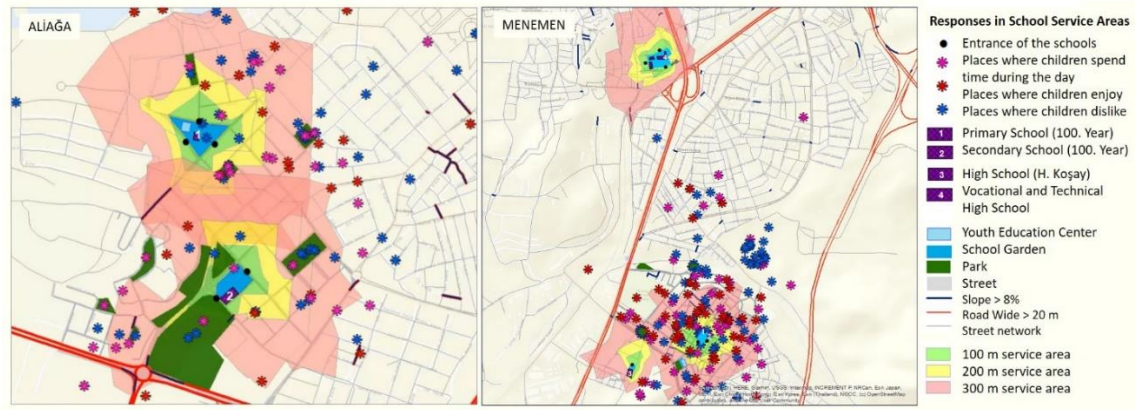 ALİAĞA
MENEMEN
Responses in School Service Areas
Entrance of the schools
Places where children spend
time during the day
Places where children enjoy
Places where children dislike
1 Primary School (100. Year)
2 Secondary School (100. Year)
3 High School (H. Koşay)
4 Vocational and Technical
High School
Youth Education Center
School Garden
Park
Street
Slope > 8%
Road Wide > 20 m
Street network
100 m service area
200 m service area
300 m service area
2